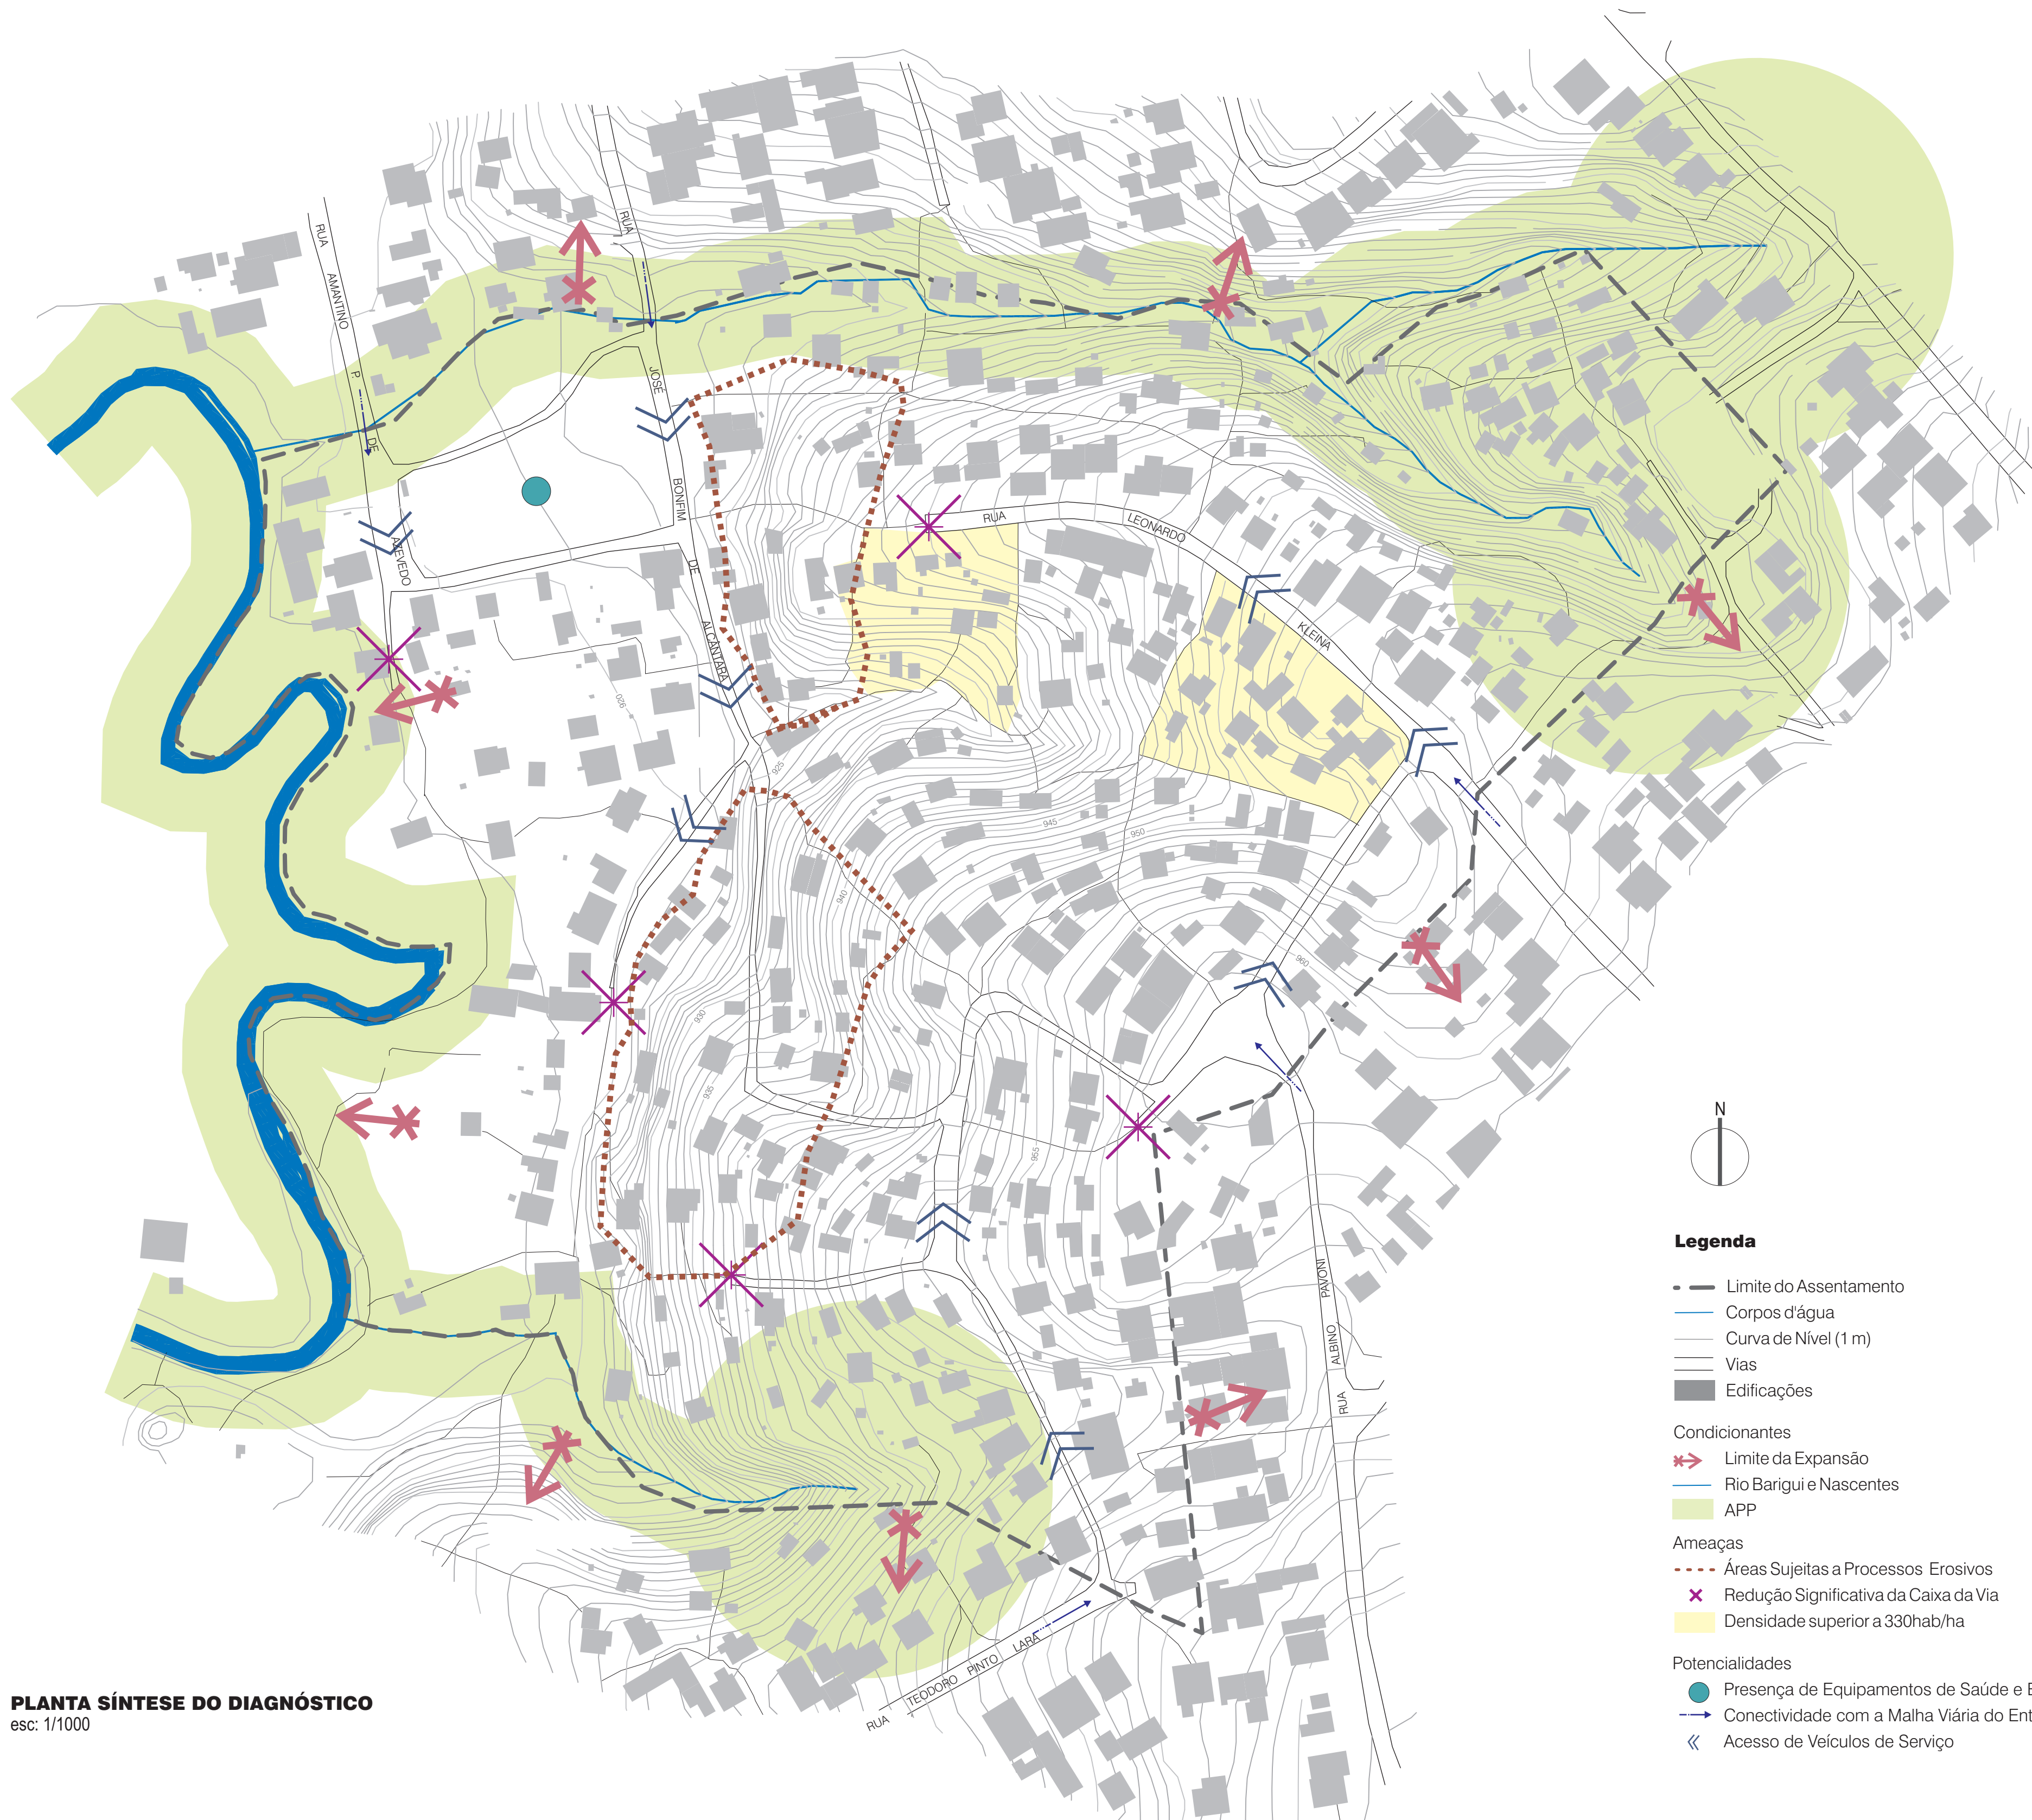 RUA
AMANTINO
P
DE
AZEVEDO
RUA
JOSÉ
BONFIM
DE
ALCÂNTARA
RUA
LEONARDO
KLEINA
920
925
945
950
940
960
930
935
955
PAVONI
ALBINO
RUA
RUA
TEODORO
PINTO
LARA
N
Legenda
Limite do Assentamento
Corpos d'água
Curva de Nível (1 m)
Vias
Edificações
Condicionantes
Limite da Expansão
Rio Barigui e Nascentes
APP
Ameaças
Áreas Sujeitas a Processos Erosivos
Redução Significativa da Caixa da Via
Densidade superior a 330hab/ha
Potencialidades
Presença de Equipamentos de Saúde e
Conectividade com a Malha Viária do Ent
Acesso de Veículos de Serviço
PLANTA SÍNTESE DO DIAGNÓSTICO
esc: 1/1000